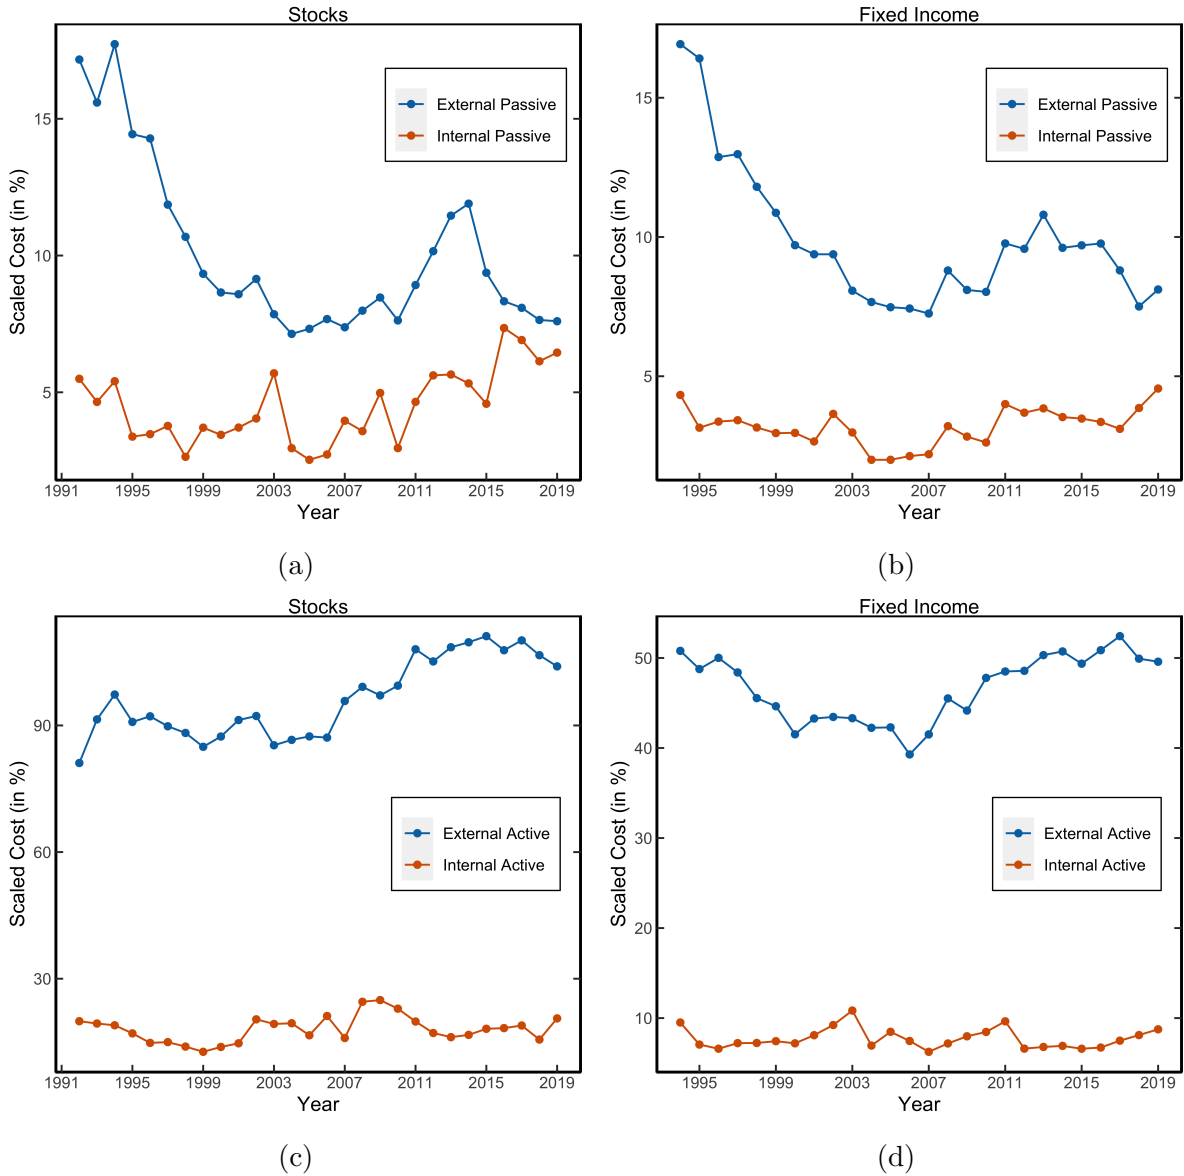 Stocks
Scaled Cost (in %)
15
10
5
External Passive
Internal Passive
1991 1995 1999 2003 2007 2011 2015 2019
Year
(a)
Fixed Income
Scaled Cost (in %)
15
10
5
External Passive
Internal Passive
1995 1999 2003 2007 2011 2015 2019
Year
(b)
Stocks
Scaled Cost (in %)
90
60
30
External Active
Internal Active
1991 1995 1999 2003 2007 2011 2015 2019
Year
(c)
Fixed Income
Scaled Cost (in %)
50
40
30
20
10
External Active
Internal Active
1995 1999 2003 2007 2011 2015 2019
Year
(d)